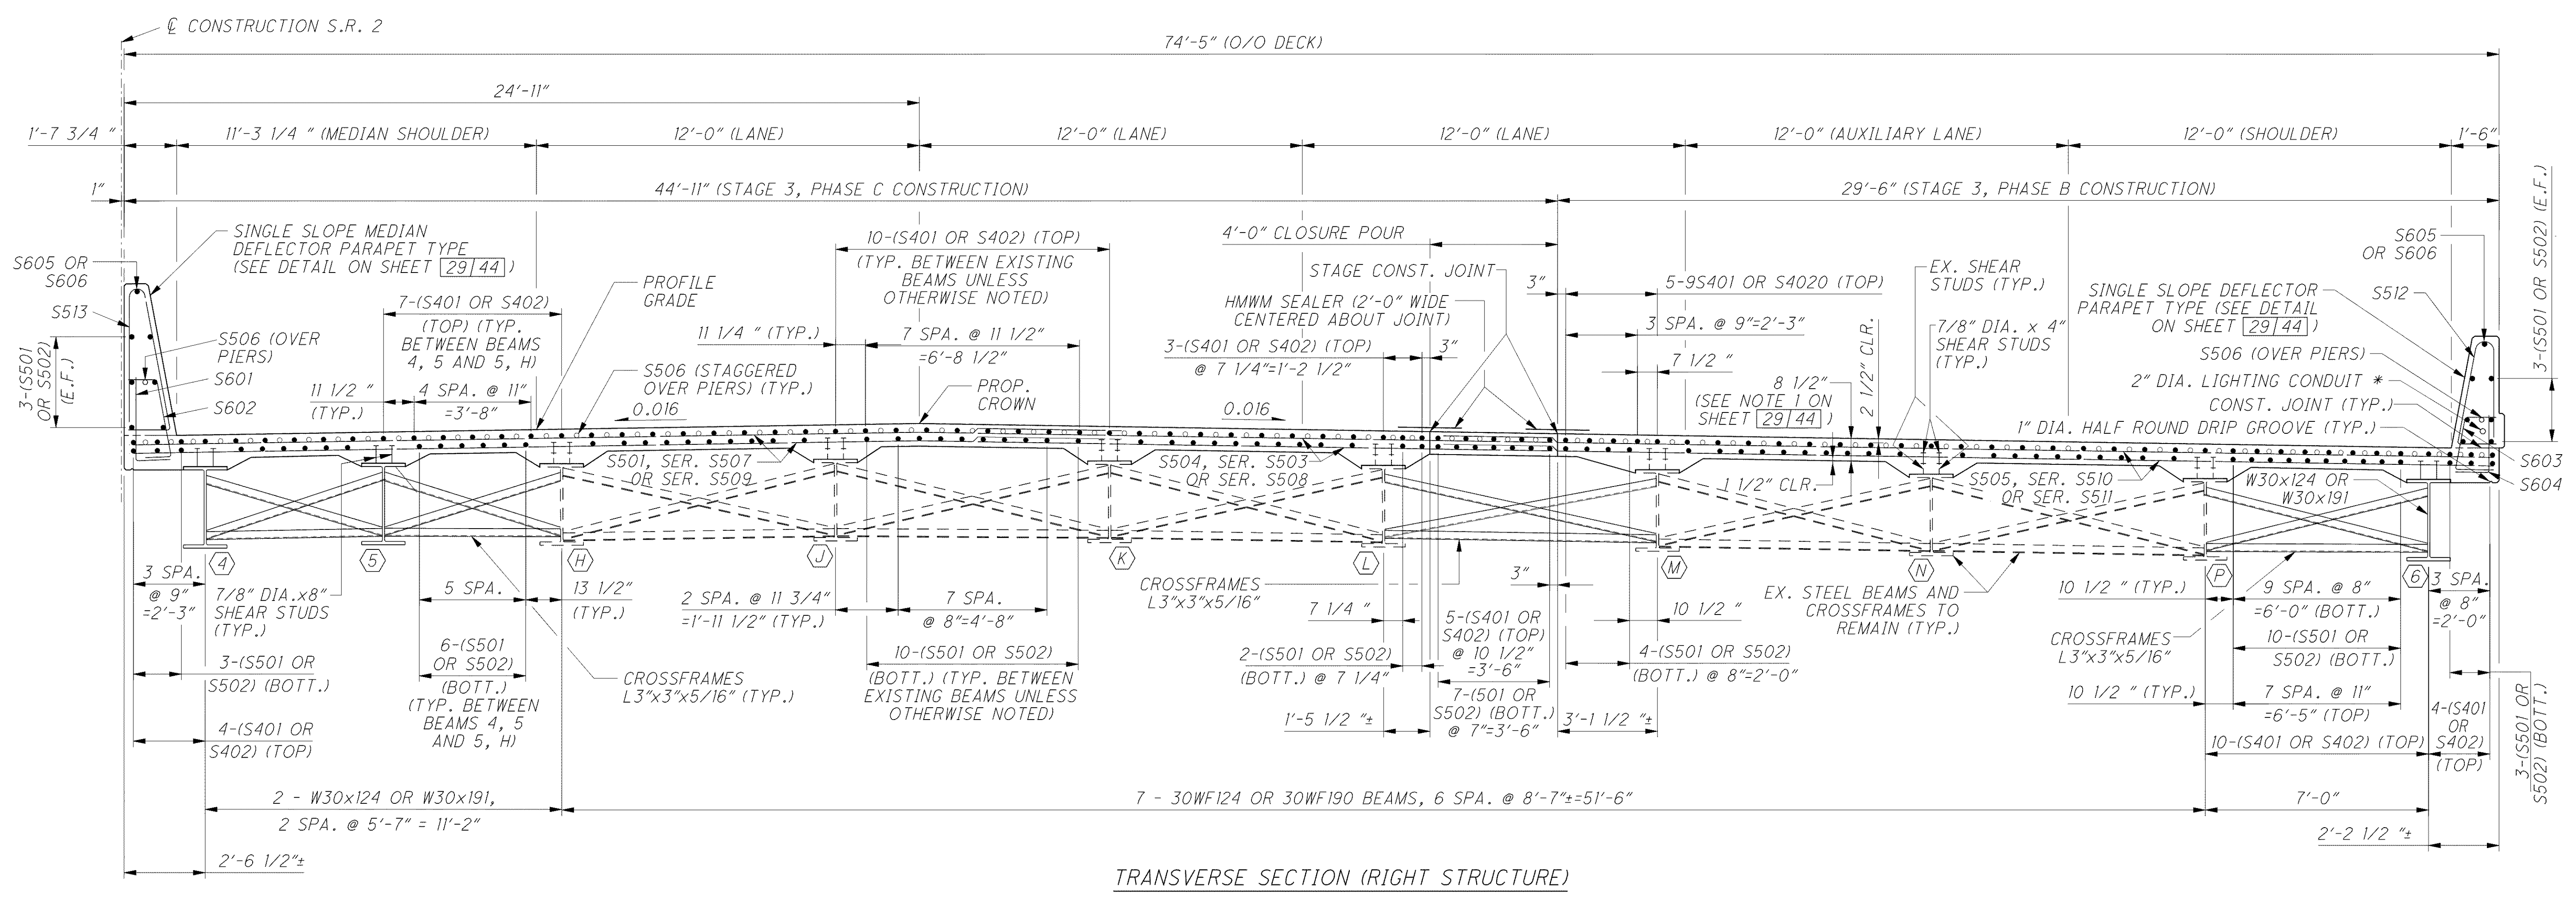 ℄ CONSTRUCTION S.R. 2
74'-5" (O/O DECK)
24'-11"
1'-7 3/4 "
11'-3 1/4 " (MEDIAN SHOULDER)
12'-0" (LANE)
12'-0" (LANE)
12'-0" (LANE)
12'-0" (AUXILIARY LANE)
12'-0" (SHOULDER)
1'-6"
1"
44'-11" (STAGE 3, PHASE C CONSTRUCTION)
29'-6" (STAGE 3, PHASE B CONSTRUCTION)
3-(S501 OR S502) (E.F.)
SINGLE SLOPE MEDIAN
DEFLECTOR PARAPET TYPE
(SEE DETAIL ON SHEET 29/44 )
S605 OR
S606
S513
S506 (OVER
PIERS)
S601
S602
3-(S501
OR S502)
(E.F.)
7-(S401 OR S402)
(TOP) (TYP.
BETWEEN BEAMS
4, 5 AND 5, H)
11 1/2 "
(TYP.)
4 SPA. @ 11"
=3'-8"
PROFILE
GRADE
S506 (STAGGERED
OVER PIERS) (TYP.)
0.016
10-(S401 OR S402) (TOP)
(TYP. BETWEEN EXISTING
BEAMS UNLESS
OTHERWISE NOTED)
11 1/4 " (TYP.)
7 SPA. @ 11 1/2"
=6'-8 1/2"
PROP.
CROWN
4'-0" CLOSURE POUR
STAGE CONST. JOINT
HMWM SEALER (2'-0" WIDE
CENTERED ABOUT JOINT)
3-(S401 OR S402) (TOP)
@ 7 1/4"=1'-2 1/2"
3"
0.016
3"
5-9S401 OR S4020 (TOP)
3 SPA. @ 9"=2'-3"
7 1/2 "
8 1/2"
(SEE NOTE 1 ON
SHEET 29/44 )
2 1/2" CLR.
EX. SHEAR
STUDS (TYP.)
7/8" DIA. x 4"
SHEAR STUDS
(TYP.)
S605
OR S606
SINGLE SLOPE DEFLECTOR
PARAPET TYPE (SEE DETAIL
ON SHEET 29/44 )
S512
S506 (OVER PIERS)
2" DIA. LIGHTING CONDUIT *
CONST. JOINT (TYP.)
1" DIA. HALF ROUND DRIP GROOVE (TYP.)
S603
S604
S501, SER. S507
OR SER. S509
S504, SER. S503
OR SER. S508
1 1/2" CLR.
S505, SER. S510
OR SER. S511
W30x124 OR
W30x191
4
5
H
J
K
L
M
N
P
6
3 SPA.
@ 9"
=2'-3"
7/8" DIA.x8"
SHEAR STUDS
(TYP.)
5 SPA.
13 1/2"
(TYP.)
2 SPA. @ 11 3/4"
=1'-11 1/2" (TYP.)
7 SPA.
@ 8"=4'-8"
CROSSFRAMES
L3"x3"x5/16"
3"
7 1/4 "
5-(S401 OR
S402) (TOP)
@ 10 1/2"
=3'-6"
10 1/2 "
EX. STEEL BEAMS AND
CROSSFRAMES TO
REMAIN (TYP.)
10 1/2 " (TYP.)
9 SPA. @ 8"
=6'-0" (BOTT.)
3 SPA.
@ 8"
=2'-0"
CROSSFRAMES
L3"x3"x5/16"
3-(S501 OR
S502) (BOTT.)
6-(S501
OR S502)
(BOTT.)
(TYP. BETWEEN
BEAMS 4, 5
AND 5, H)
CROSSFRAMES
L3"x3"x5/16" (TYP.)
10-(S501 OR S502)
(BOTT.) (TYP. BETWEEN
EXISTING BEAMS UNLESS
OTHERWISE NOTED)
2-(S501 OR S502)
(BOTT.) @ 7 1/4"
7-(501 OR
S502) (BOTT.)
@ 7"=3'-6"
4-(S501 OR S502)
(BOTT.) @ 8"=2'-0"
10-(S501 OR
S502) (BOTT.)
10 1/2 " (TYP.)
7 SPA. @ 11"
=6'-5" (TOP)
4-(S401 OR
S402) (TOP)
1'-5 1/2 "±
3'-1 1/2 "±
10-(S401 OR S402) (TOP)
4-(S401
OR
S402)
(TOP)
3-(S501 OR
S502) (BOTT.)
2 - W30x124 OR W30x191,
2 SPA. @ 5'-7" = 11'-2"
7 - 30WF124 OR 30WF190 BEAMS, 6 SPA. @ 8'-7"±=51'-6"
7'-0"
2'-6 1/2"±
2'-2 1/2 "±
TRANSVERSE SECTION (RIGHT STRUCTURE)